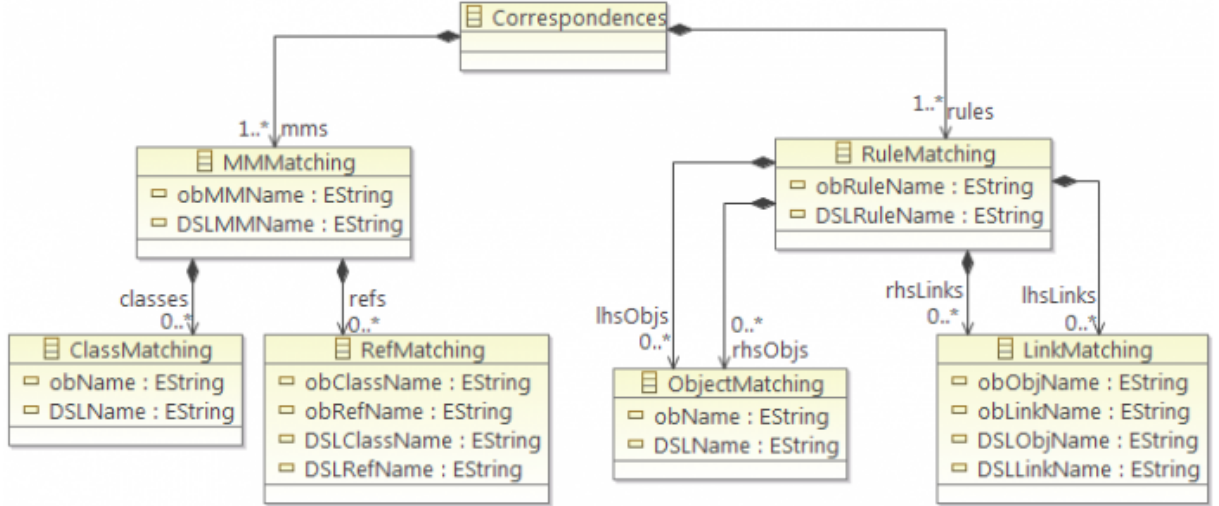 Correspondences
1..* mms
1..* rules
MMMatching
obMMName : EString
DSLMMName : EString
RuleMatching
obRuleName : EString
DSLRuleName : EString
classes
0..*
refs
0..*
lhsObjs
0..*
0..*
rhsObjs
rhsLinks
0..*
lhsLinks
0..*
ClassMatching
obName : EString
DSLName : EString
RefMatching
obClassName : EString
obRefName : EString
DSLClassName : EString
DSLRefName : EString
ObjectMatching
obName : EString
DSLName : EString
LinkMatching
obObjName : EString
obLinkName : EString
DSLObjName : EString
DSLLinkName : EString